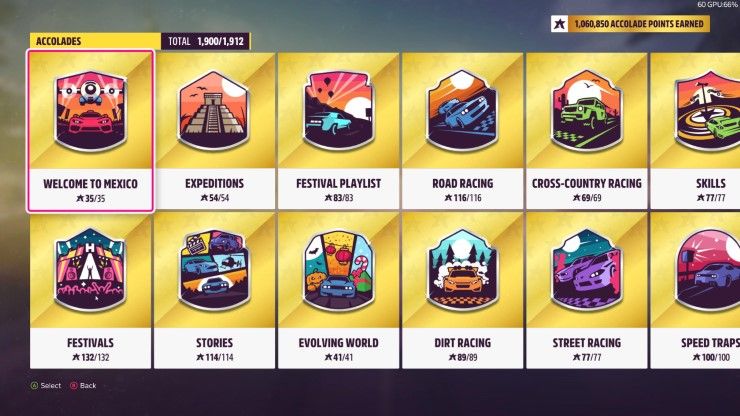 60 GPU:66%
1,060,850 ACCOLADE POINTS EARNED
ACCOLADES TOTAL 1,900/1,912
WELCOME TO MEXICO
35/35
EXPEDITIONS
54/54
FESTIVAL PLAYLIST
83/83
ROAD RACING
116/116
CROSS-COUNTRY RACING
69/69
SKILLS
77/77
FESTIVALS
132/132
STORIES
114/114
EVOLVING WORLD
41/41
DIRT RACING
89/89
STREET RACING
77/77
SPEED TRAPS
100/100
A Select B Back